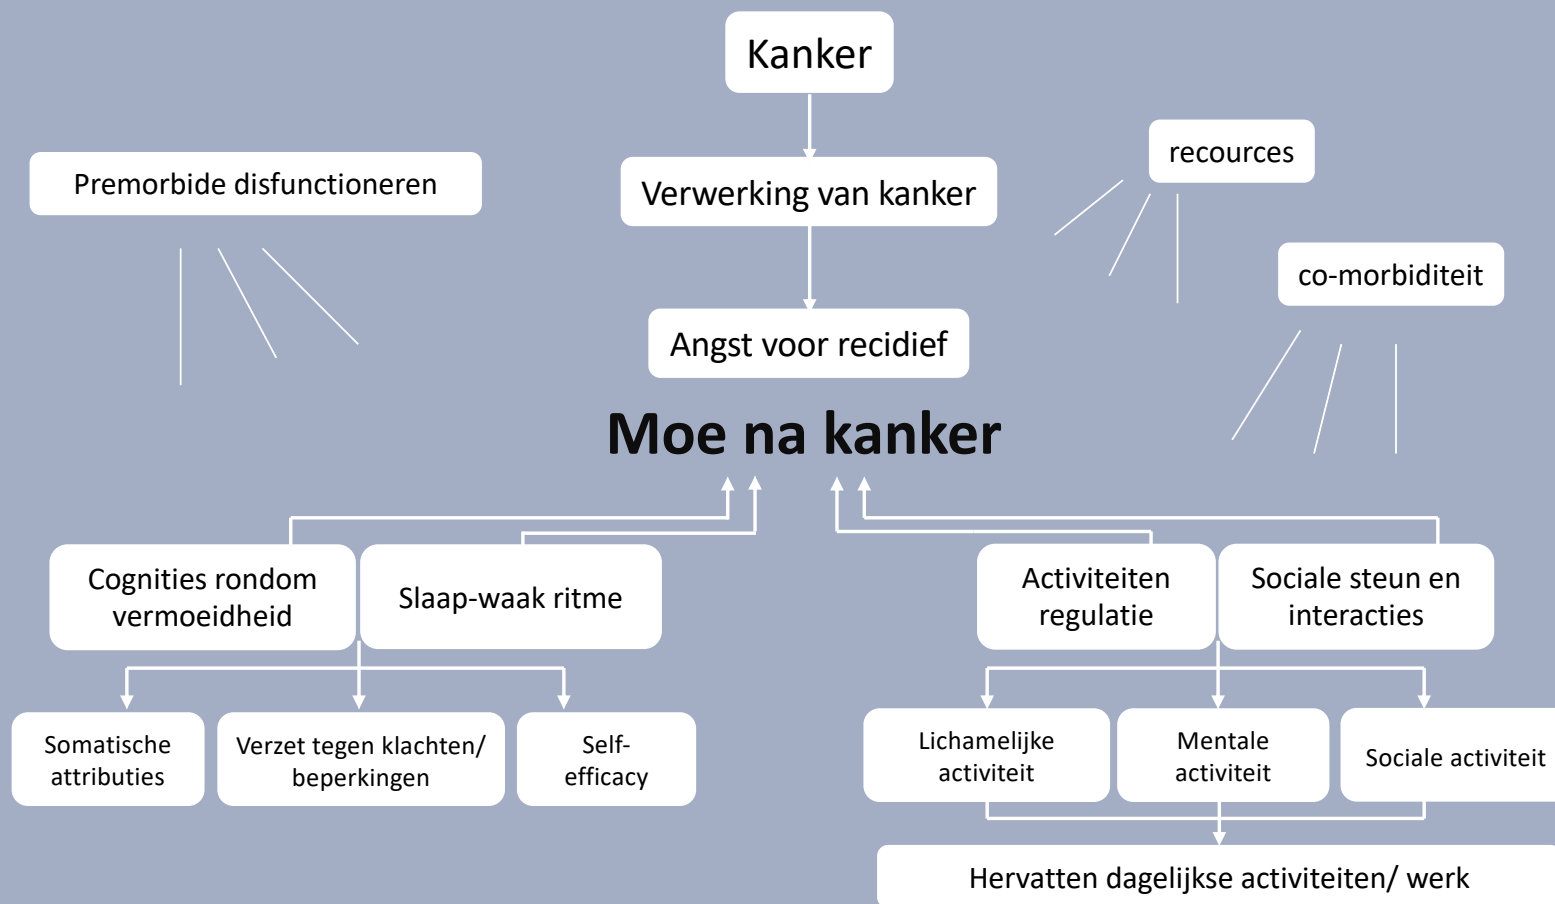 Kanker
recources
Premorbide disfunctioneren
Verwerking van kanker
co-morbiditeit
Angst voor recidief
Moe na kanker
Cognities rondom
vermoeidheid
Slaap-waak ritme
Activiteiten
regulatie
Sociale steun en
interacties
Somatische
attributies
Verzet tegen klachten/
beperkingen
Self-
efficacy
Lichamelijke
activiteit
Mentale
activiteit
Sociale activiteit
Hervatten dagelijkse activiteiten/ werk